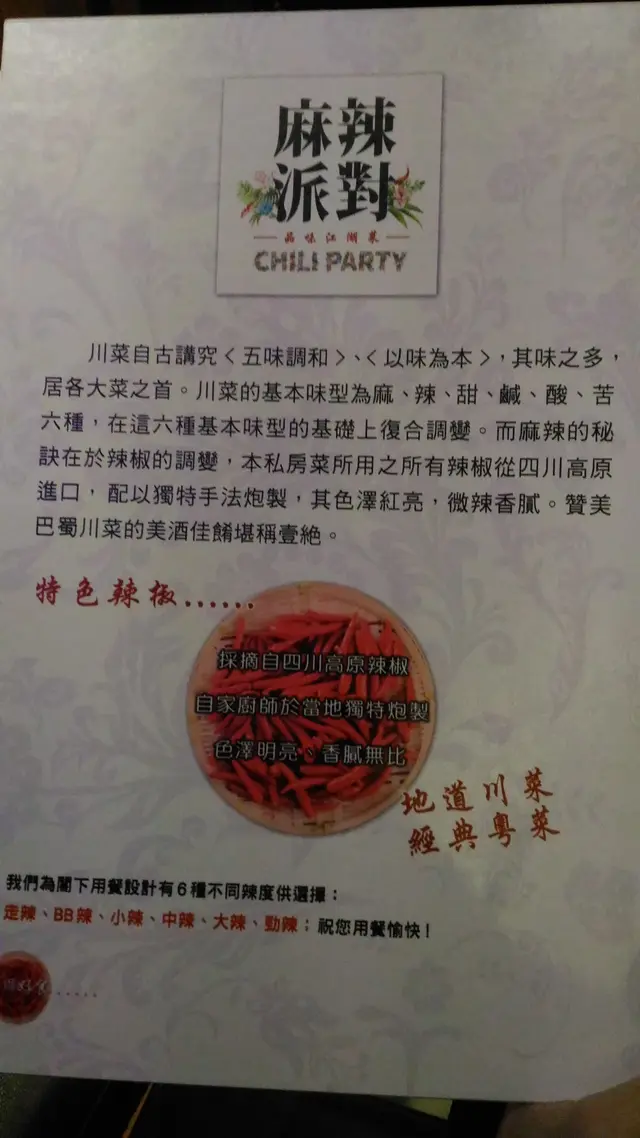 麻辣
派對
品味江湖菜
CHILI PARTY
川菜自古講究<五味調和>、<以味為本>，其味之多，
居各大菜之首。川菜的基本味型為麻、辣、甜、鹹、酸、苦
六種，在這六種基本味型的基礎上復合調變。而麻辣的秘
訣在於辣椒的調變，本私房菜所用之所有辣椒從四川高原
進口，配以獨特手法炮製，其色澤紅亮，微辣香膩。贊美
巴蜀川菜的美酒佳餚堪稱壹絶。
特色辣椒......
採摘自四川高原辣椒
自家廚師於當地獨特炮製
色澤明亮、香膩無比
地道川菜
經典粵菜
我們為閣下用餐設計有6種不同辣度供選擇：
走辣、BB辣、小辣、中辣、大辣、勁辣；祝您用餐愉快！